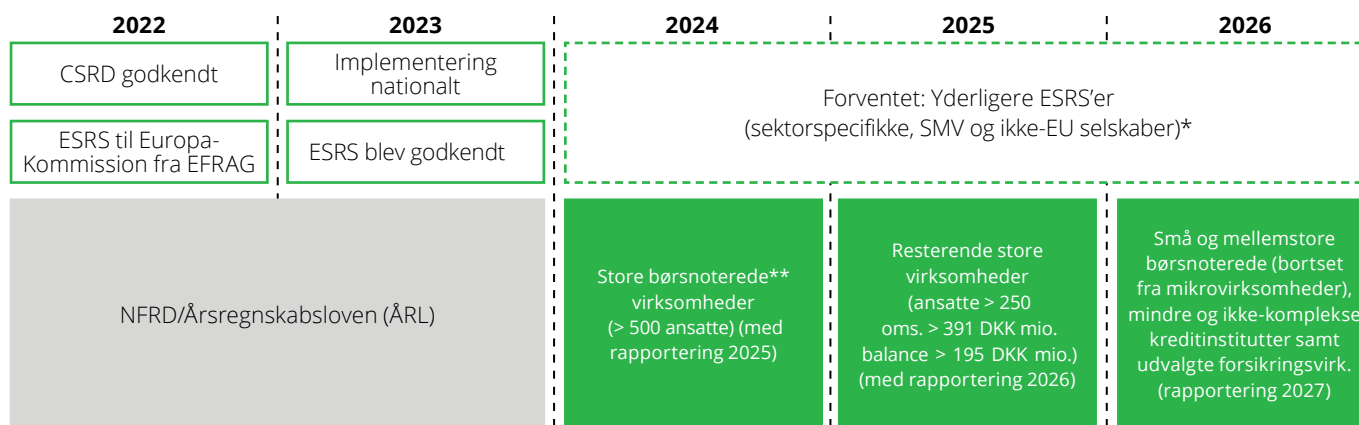 2022
2023
2024
2025
2026
CSRD godkendt
Implementering
nationalt
Forventet: Yderligere ESRS'er
(sektorspecifikke, SMV og ikke-EU selskaber)*
ESRS til Europa-
Kommission fra EFRAG
ESRS blev godkendt
NFRD/Årsregnskabsloven (ÅRL)
Store børsnoterede**
virksomheder
(> 500 ansatte) (med
rapportering 2025)
Resterende store
virksomheder
(ansatte > 250
oms. > 391 DKK mio.
balance > 195 DKK mio.)
(med rapportering 2026)
Små og mellemstore
børsnoterede (bortset
fra mikrovirksomheder),
mindre og ikke-komplekse
kreditinstitutter samt
udvalgte forsikringsvirk.
(rapportering 2027)